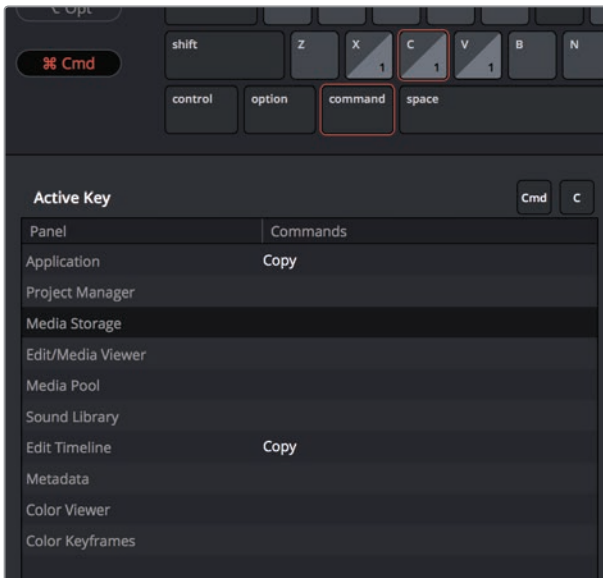 ⌥ Opt
⌘ Cmd
shift Z X 1 C 1 V 1 B N
control option command space
Active Key Cmd C
Panel Commands
Application Copy
Project Manager
Media Storage
Edit/Media Viewer
Media Pool
Sound Library
Edit Timeline Copy
Metadata
Color Viewer
Color Keyframes